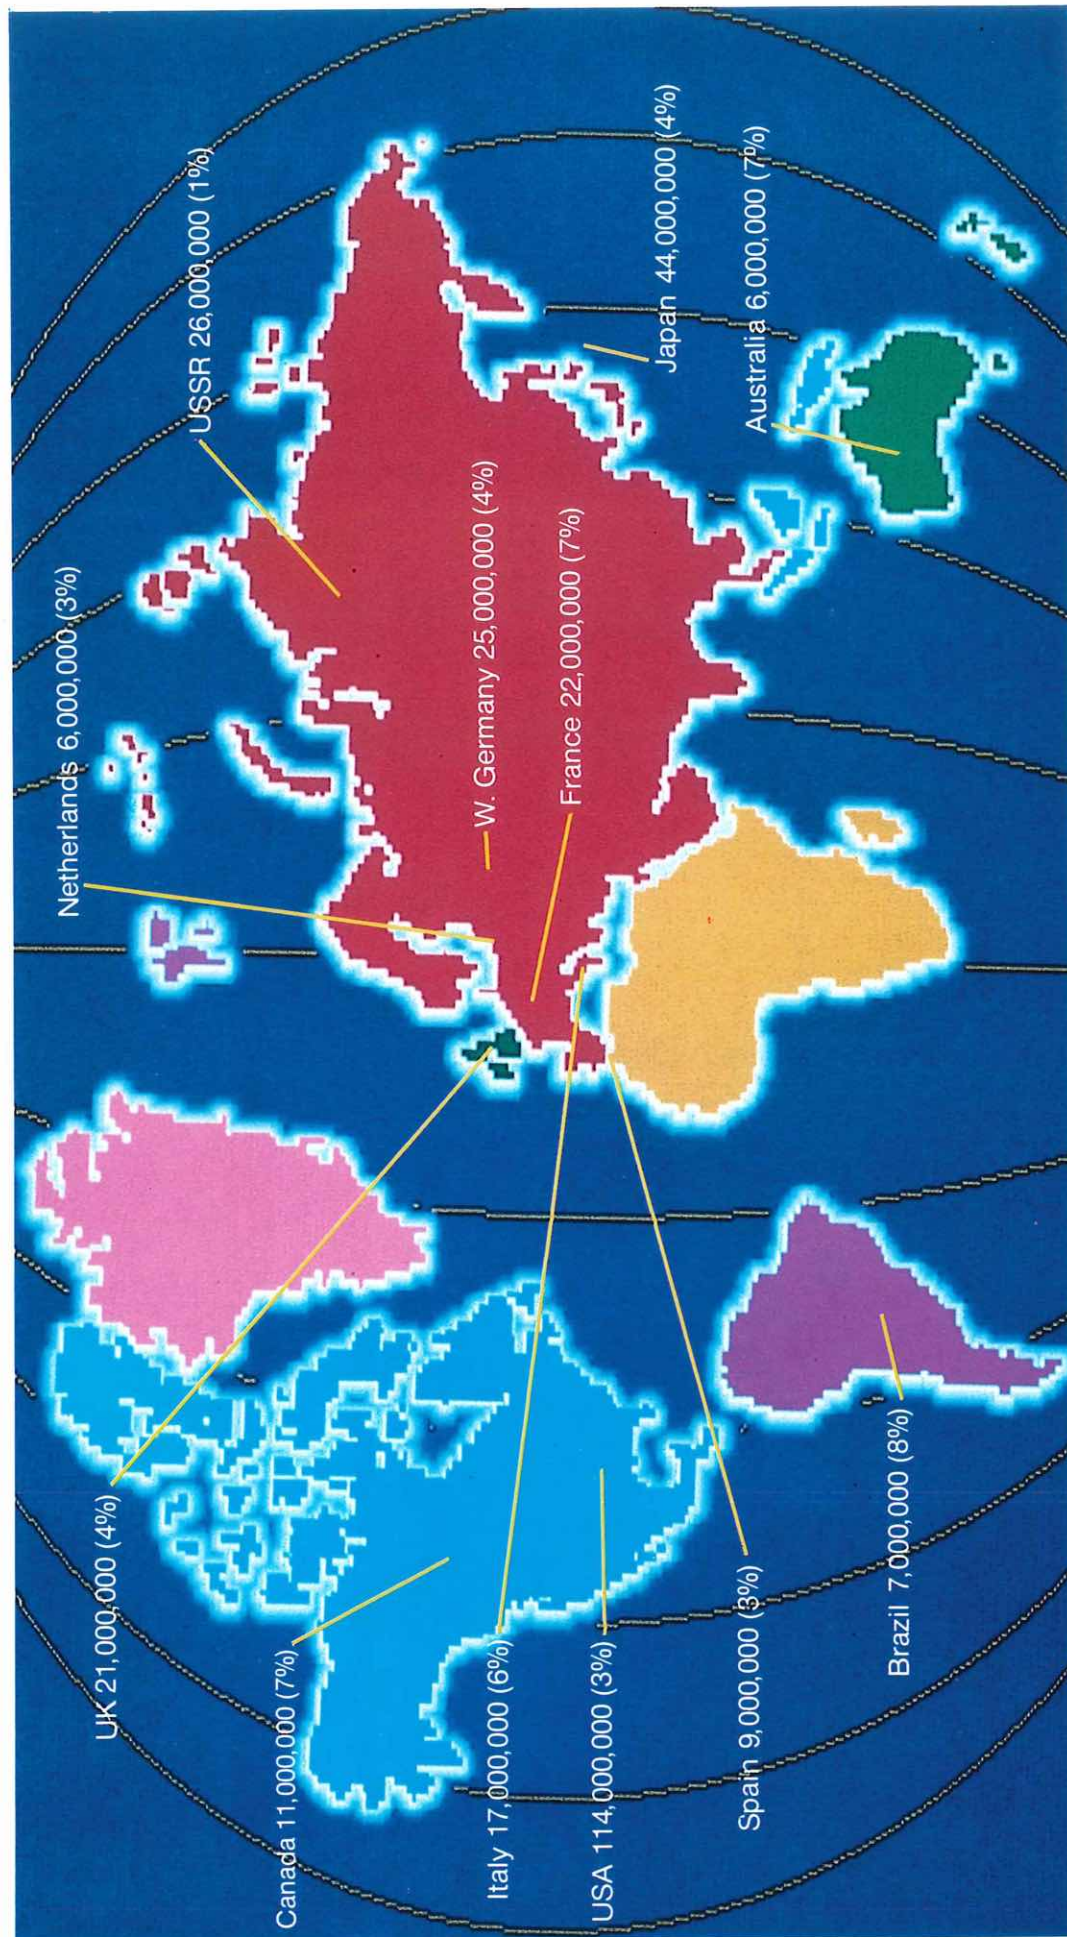 Netherlands 6,000,000 (3%)
USSR 26,000,000 (1%)
UK 21,000,000 (4%)
Canada 11,000,000 (7%)
W. Germany 25,000,000 (4%)
Italy 17,000,000 (6%)
France 22,000,000 (7%)
USA 114,000,000 (3%)
Japan 44,000,000 (4%)
Spain 9,000,000 (3%)
Australia 6,000,000 (7%)
Brazil 7,000,000 (8%)